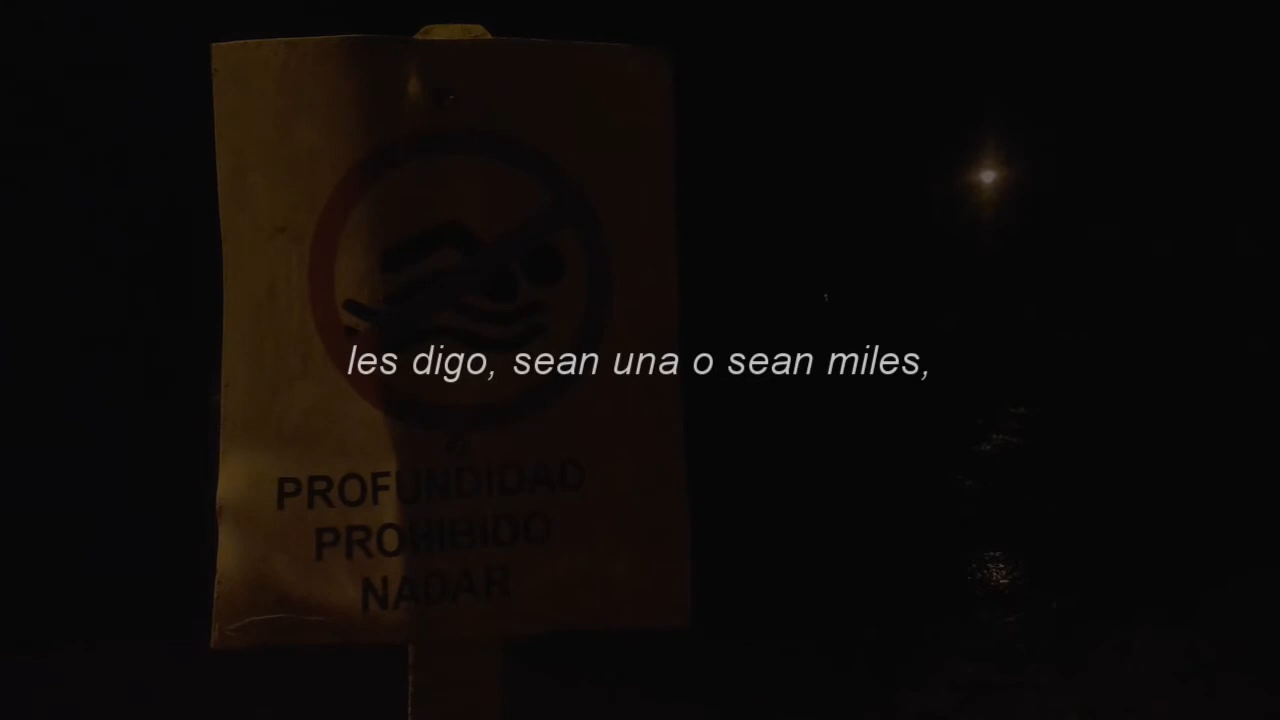 les digo, sean una o sean miles,
PROFUNDIDAD
PROHIBIDO
NADAR